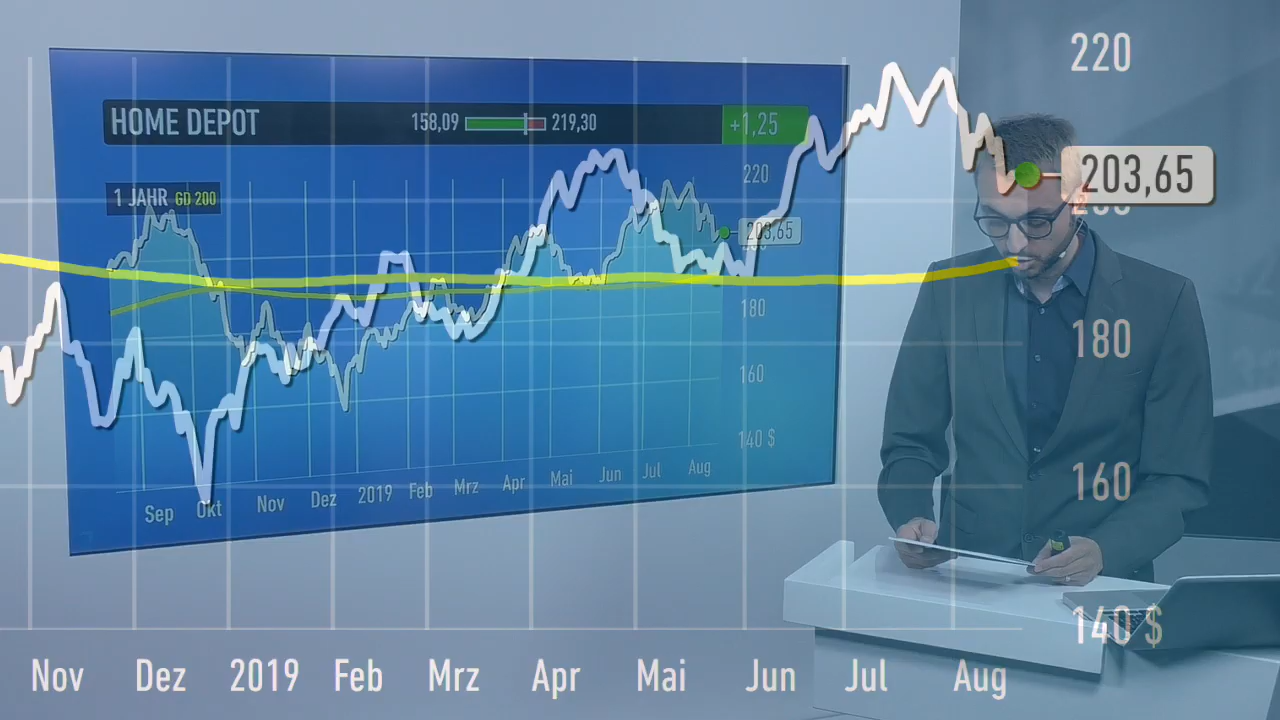 HOME DEPOT 158,09 219,30 +1,25
1 JAHR GD 200
220
203,65
180
160
140 $
Sep Okt Nov Dez 2019 Feb Mrz Apr Mai Jun Jul Aug
220
203,65
200
180
160
140 $
Nov Dez 2019 Feb Mrz Apr Mai Jun Jul Aug